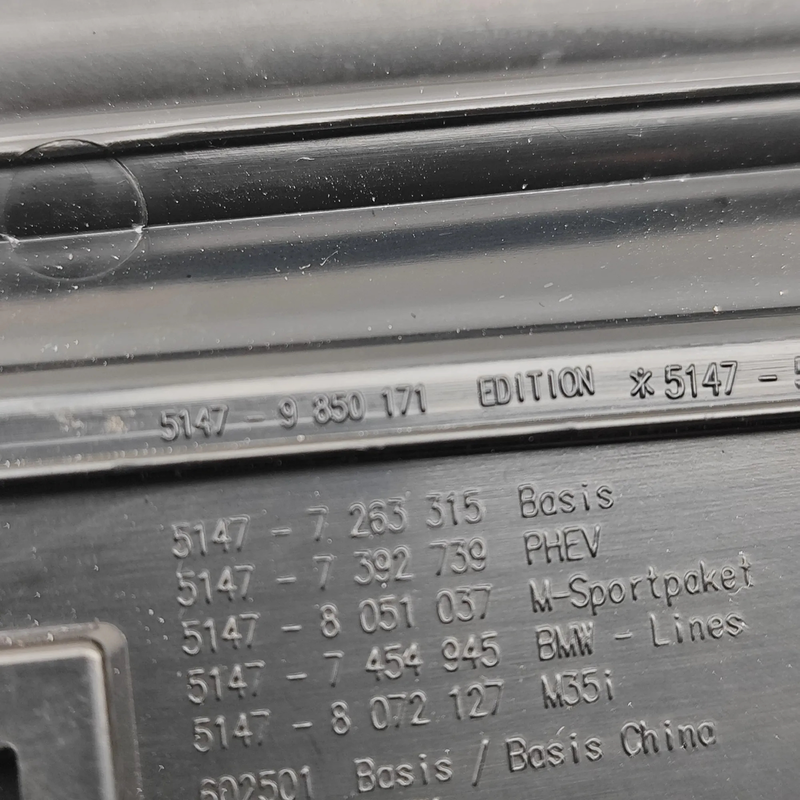 5147 - 9 850 171 EDITION *5147 -
5147 - 7 263 315 Basis
5147 - 7 392 739 PHEV
5147 - 8 051 037 M-Sportpaket
5147 - 7 454 945 BMW - Lines
5147 - 8 072 127 M35i
602501 Basis / Basis China